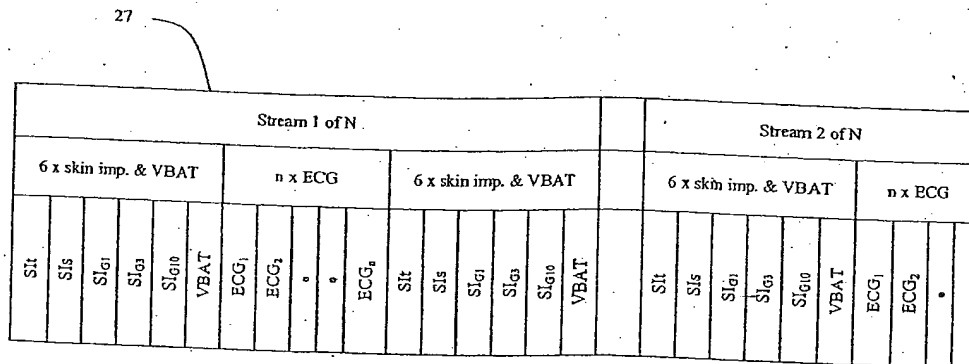 27
Stream 1 of N
Stream 2 of N
6 x skin imp. & VBAT
n x ECG
6 x skin imp. & VBAT
6 x skin imp. & VBAT
n x ECG
SIt
SIs
SIG1
SIG3
SIG10
VBAT
ECG1
ECG2
ECGn
SIt
SIs
SIG1
SIG3
SIG10
VBAT
SIt
SIs
SIG1
SIG3
SIG10
VBAT
ECG1
ECG2